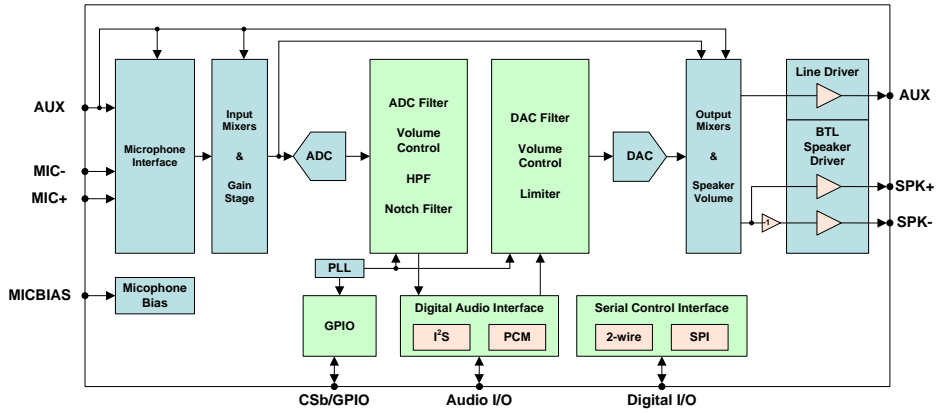 AUX
MIC-
MIC+
MICBIAS
Microphone
Interface
Micophone
Bias
Input
Mixers
&
Gain
Stage
ADC
ADC Filter
Volume
Control
HPF
Notch Filter
DAC Filter
Volume
Control
Limiter
DAC
Output
Mixers
&
Speaker
Volume
Line Driver
BTL
Speaker
Driver
-1
AUX
SPK+
SPK-
PLL
GPIO
Digital Audio Interface
I²S
PCM
Serial Control Interface
2-wire
SPI
CSb/GPIO
Audio I/O
Digital I/O